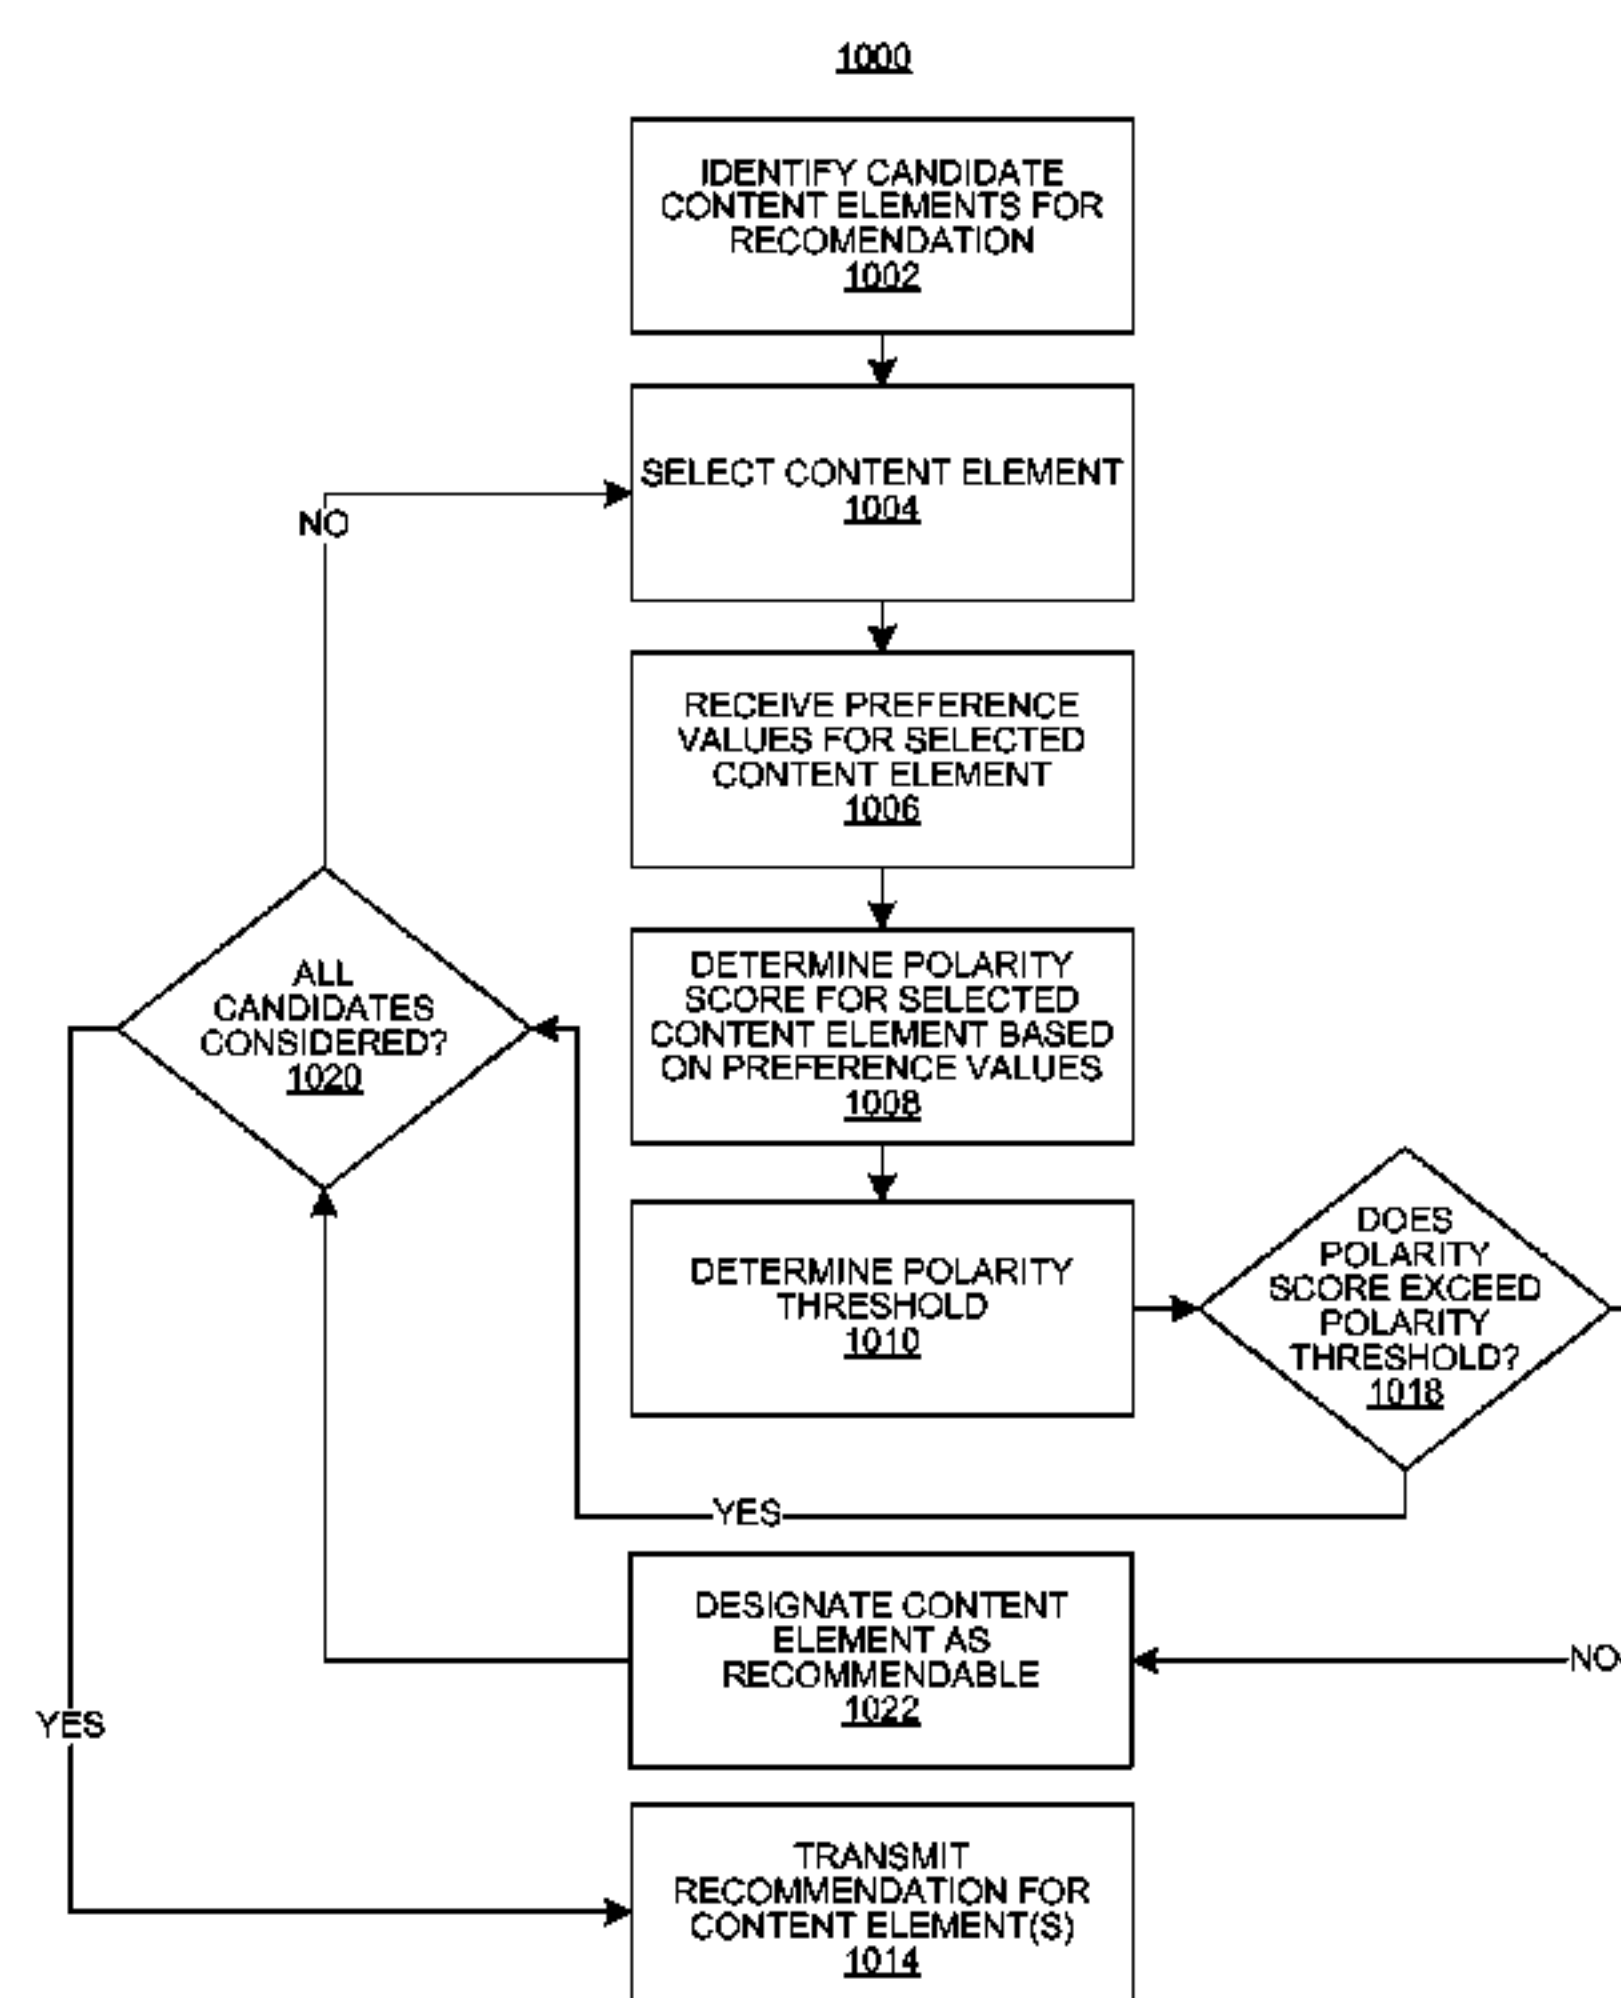 1000
IDENTIFY CANDIDATE
CONTENT ELEMENTS FOR
RECOMENDATION
1002
SELECT CONTENT ELEMENT
1004
NO
RECEIVE PREFERENCE
VALUES FOR SELECTED
CONTENT ELEMENT
1006
ALL
CANDIDATES
CONSIDERED?
1020
DETERMINE POLARITY
SCORE FOR SELECTED
CONTENT ELEMENT BASED
ON PREFERENCE VALUES
1008
DETERMINE POLARITY
THRESHOLD
1010
DOES
POLARITY
SCORE EXCEED
POLARITY
THRESHOLD?
1018
YES
DESIGNATE CONTENT
ELEMENT AS
RECOMMENDABLE
1022
NO
YES
TRANSMIT
RECOMMENDATION FOR
CONTENT ELEMENT(S)
1014